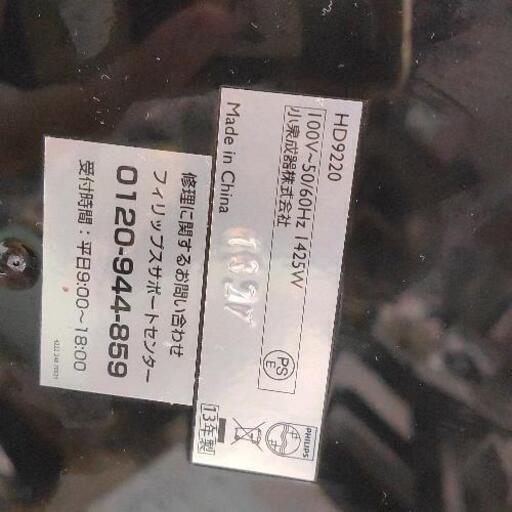 HD9220
100V~50/60Hz 1425W
小泉成器株式会社
Made in China
PS
E
13年製
PHILIPS
修理に関するお問い合わせ
フィリップスサポートセンター
0120-944-859
受付時間：平日9:00～18:00